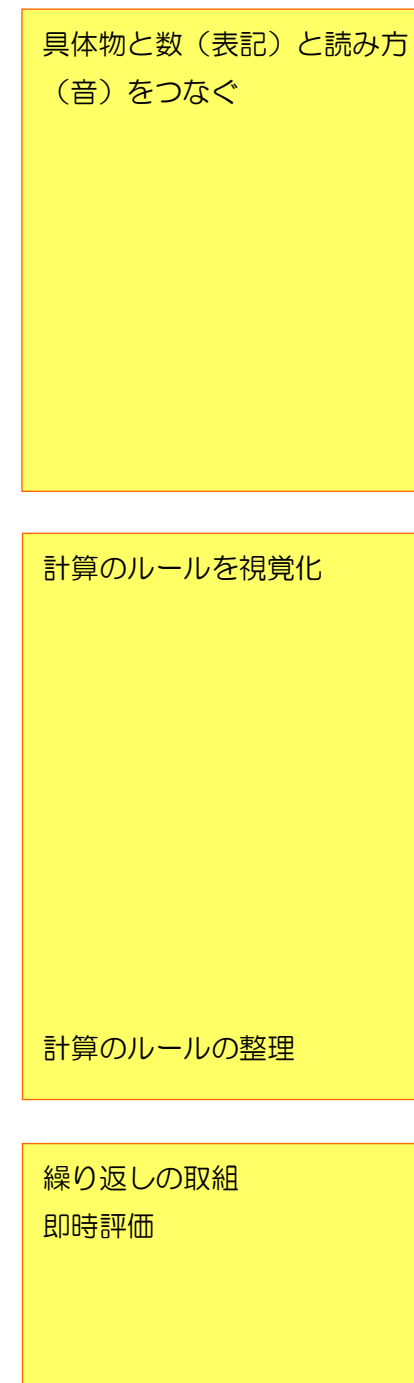 具体物と数（表記）と読み方
（音）をつなぐ
計算のルールを視覚化
計算のルールの整理
繰り返しの取組
即時評価